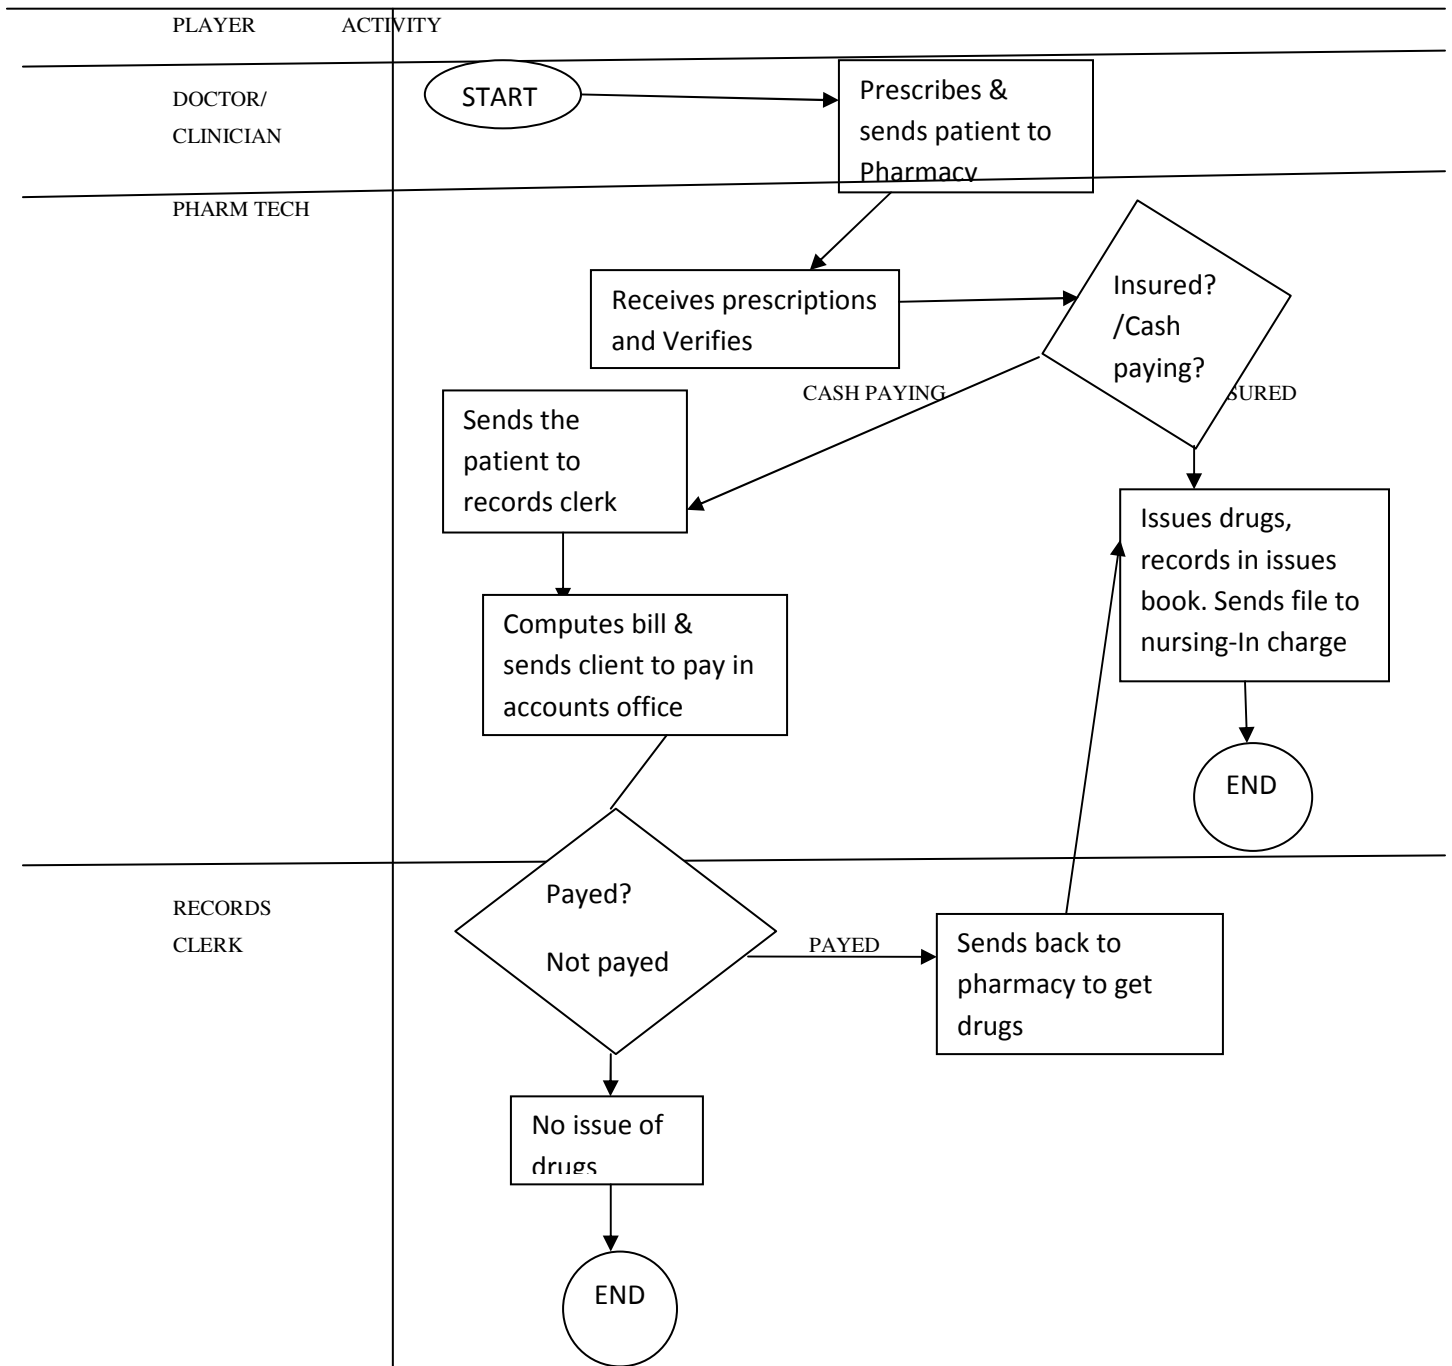 PLAYER ACTIVITY
DOCTOR/
CLINICIAN
START
Prescribes &
sends patient to
Pharmacy
PHARM TECH
Receives prescriptions
and Verifies
Insured?
/Cash
paying?
CASH PAYING
SURED
Sends the
patient to
records clerk
Issues drugs,
records in issues
book. Sends file to
nursing-In charge
Computes bill &
sends client to pay in
accounts office
END
RECORDS
CLERK
Payed?
Not payed
PAYED
Sends back to
pharmacy to get
drugs
No issue of
drugs
END